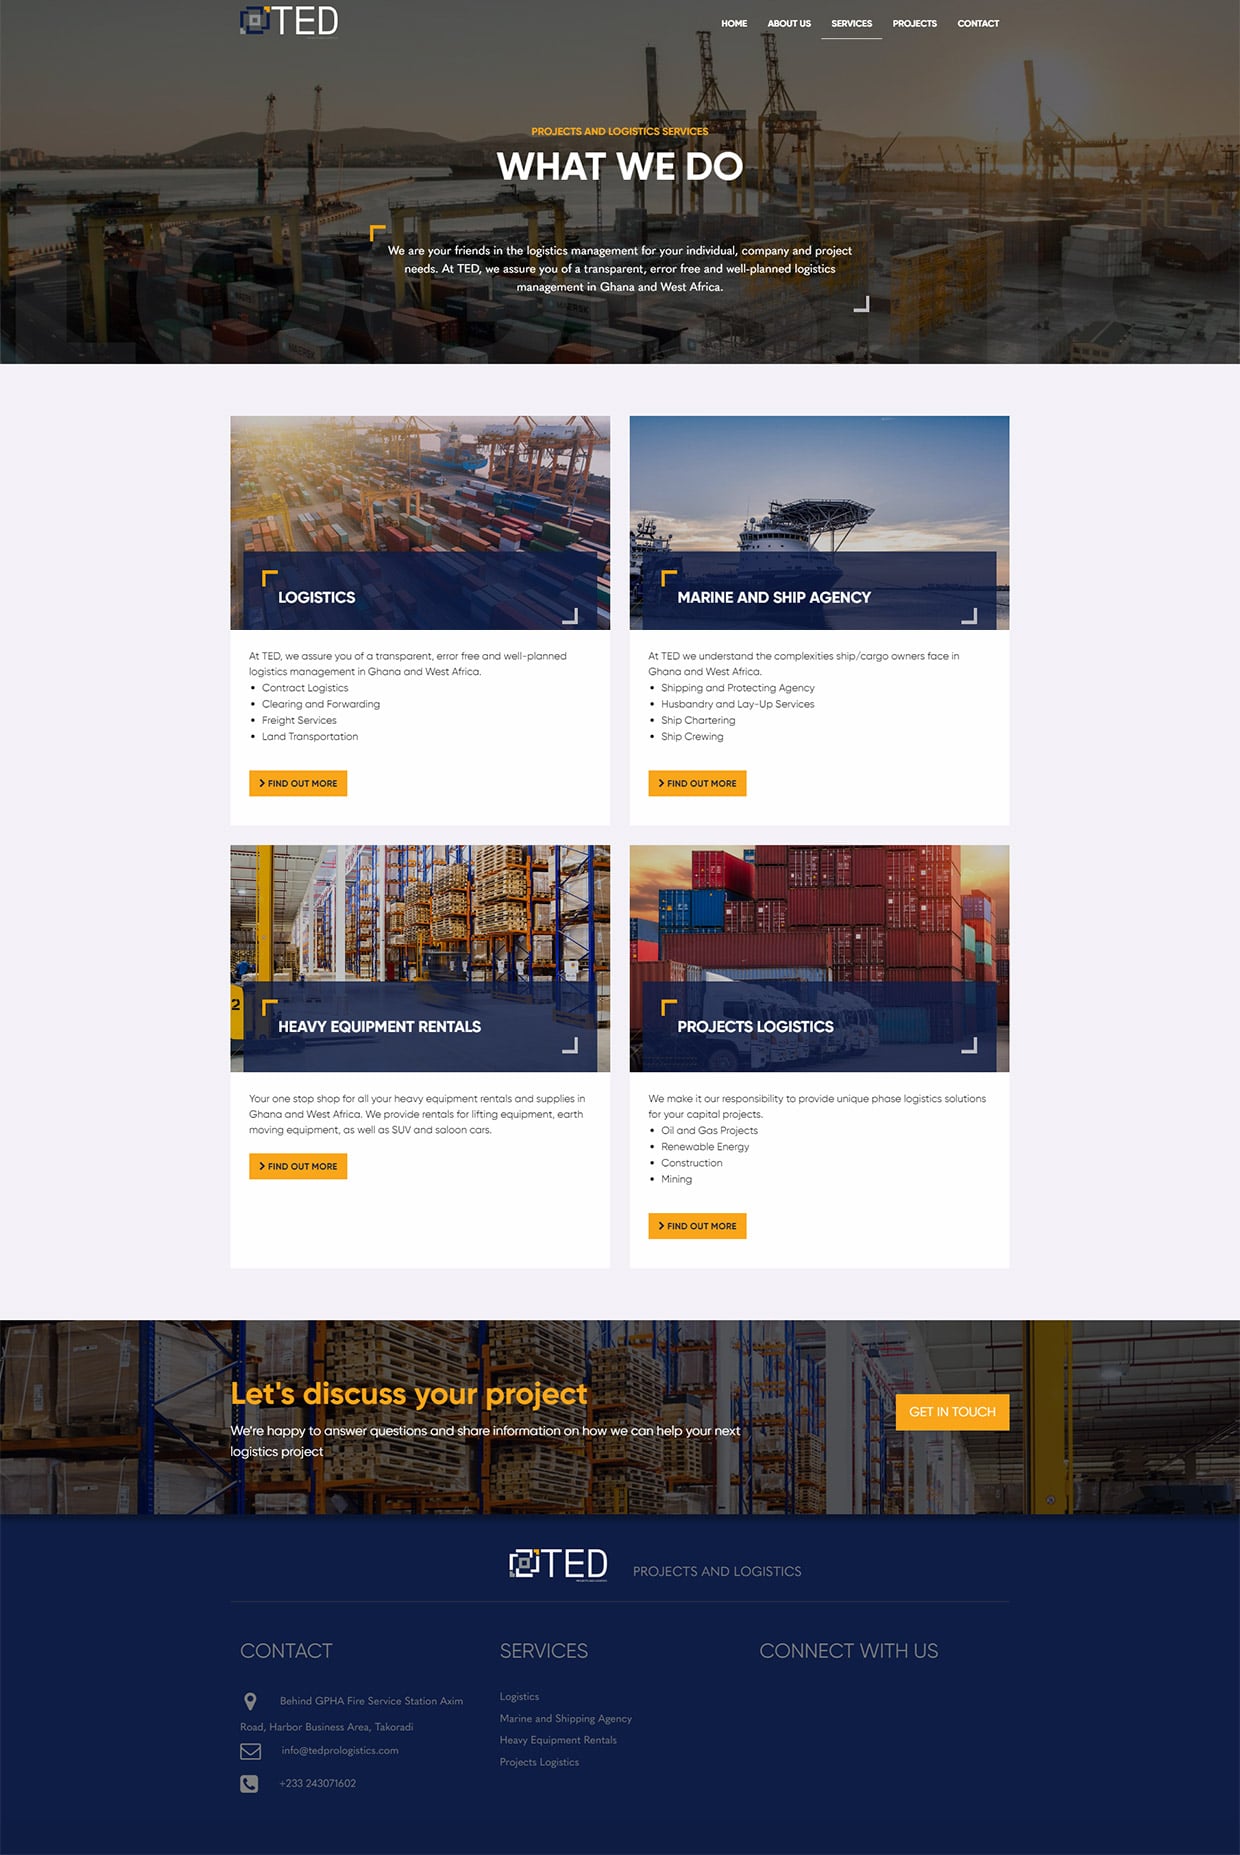 TED
HOME ABOUT US SERVICES PROJECTS CONTACT
PROJECTS AND LOGISTICS SERVICES
WHAT WE DO
We are your friends in the logistics management for your individual, company and project
needs. At TED, we assure you of a transparent, error free and well-planned logistics
management in Ghana and West Africa.
MAERSK
MAERSK
LOGISTICS
At TED, we assure you of a transparent, error free and well-planned
logistics management in Ghana and West Africa.
• Contract Logistics
• Clearing and Forwarding
• Freight Services
• Land Transportation
FIND OUT MORE
MARINE AND SHIP AGENCY
At TED we understand the complexities ship/cargo owners face in
Ghana and West Africa.
• Shipping and Protecting Agency
• Husbandry and Lay-Up Services
• Ship Chartering
• Ship Crewing
FIND OUT MORE
2
HEAVY EQUIPMENT RENTALS
Your one stop shop for all your heavy equipment rentals and supplies in
Ghana and West Africa. We provide rentals for lifting equipment, earth
moving equipment, as well as SUV and saloon cars.
FIND OUT MORE
PROJECTS LOGISTICS
We make it our responsibility to provide unique phase logistics solutions
for your capital projects.
• Oil and Gas Projects
• Renewable Energy
• Construction
• Mining
FIND OUT MORE
Let's discuss your project
We're happy to answer questions and share information on how we can help your next
logistics project
GET IN TOUCH
TED
PROJECTS AND LOGISTICS
CONTACT
Behind GPHA Fire Service Station Axim
Road, Harbor Business Area, Takoradi
info@tedprologistics.com
+233 243071602
SERVICES
Logistics
Marine and Shipping Agency
Heavy Equipment Rentals
Projects Logistics
CONNECT WITH US